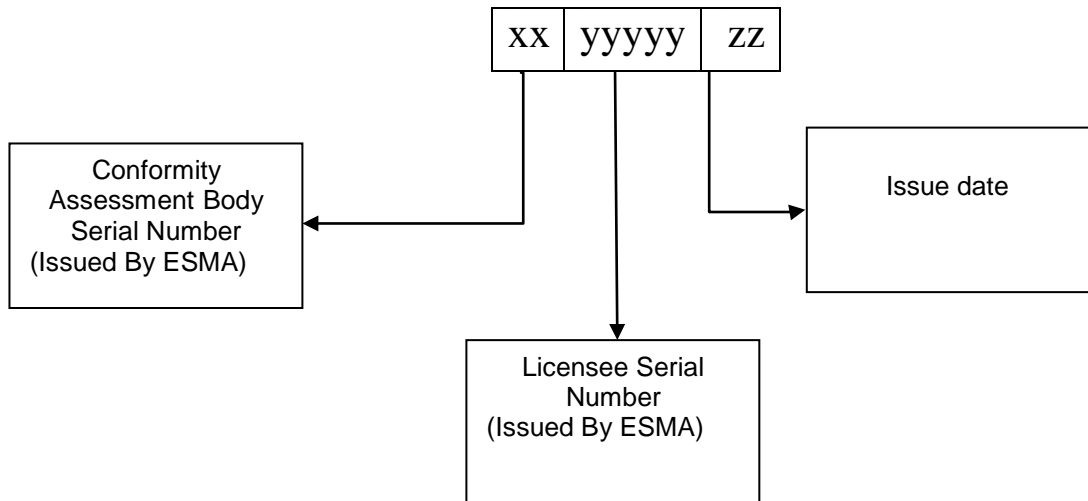 xx yyyyy zz
Conformity
Assessment Body
Serial Number
(Issued By ESMA)
Issue date
Licensee Serial
Number
(Issued By ESMA)